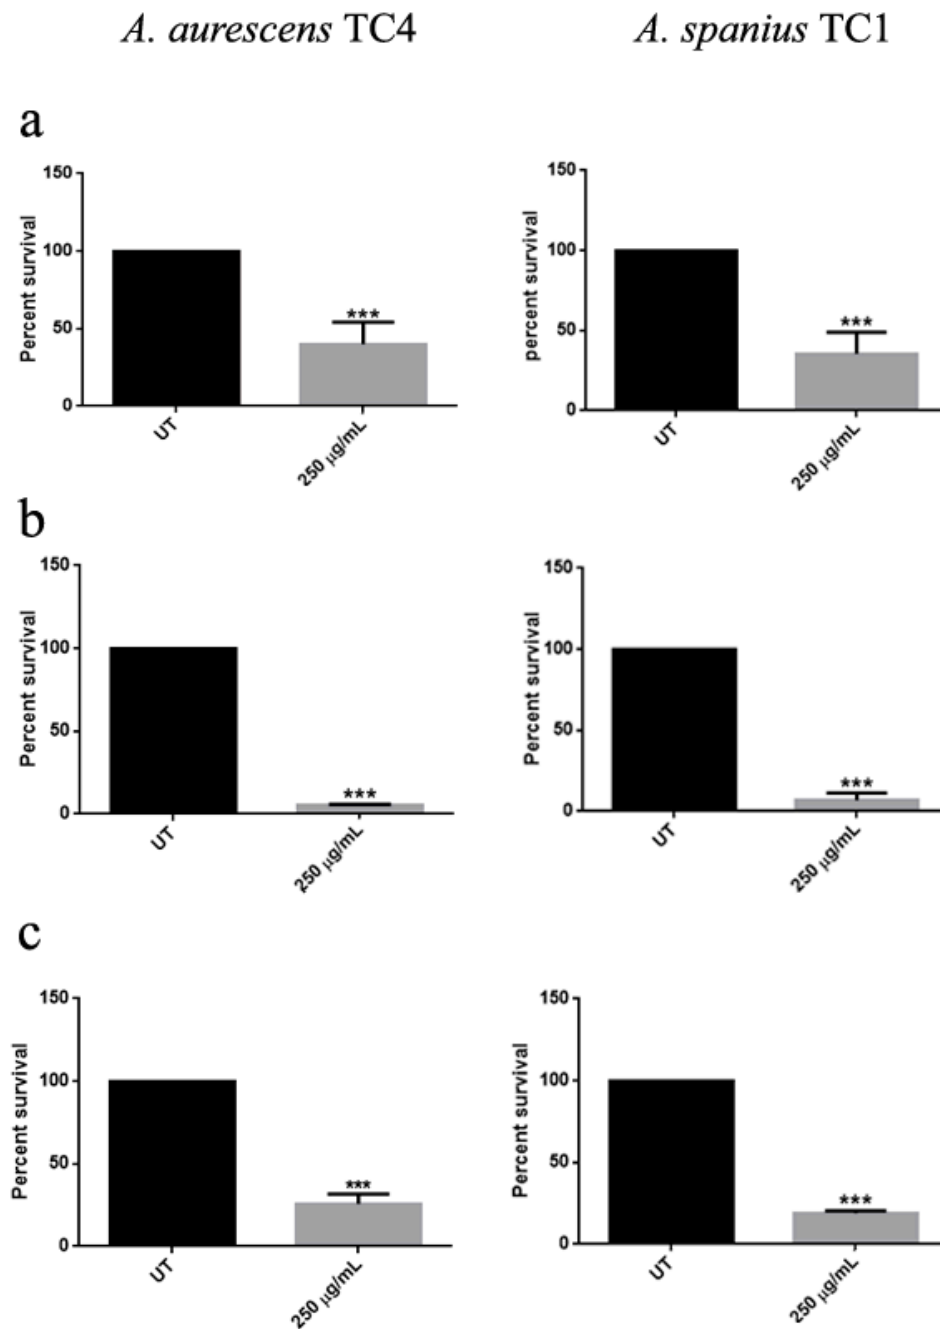 A. aurescens TC4
A. spanius TC1
a
150
100
50
0
Percent survival
***
UT
250 μg/mL
150
100
50
0
percent survival
***
UT
250 μg/mL
b
150
100
50
0
Percent survival
***
UT
250 μg/mL
150
100
50
0
Percent survival
***
UT
250 μg/mL
c
150
100
50
0
Percent survival
***
UT
250 μg/mL
150
100
50
0
Percent survival
***
UT
250 μg/mL